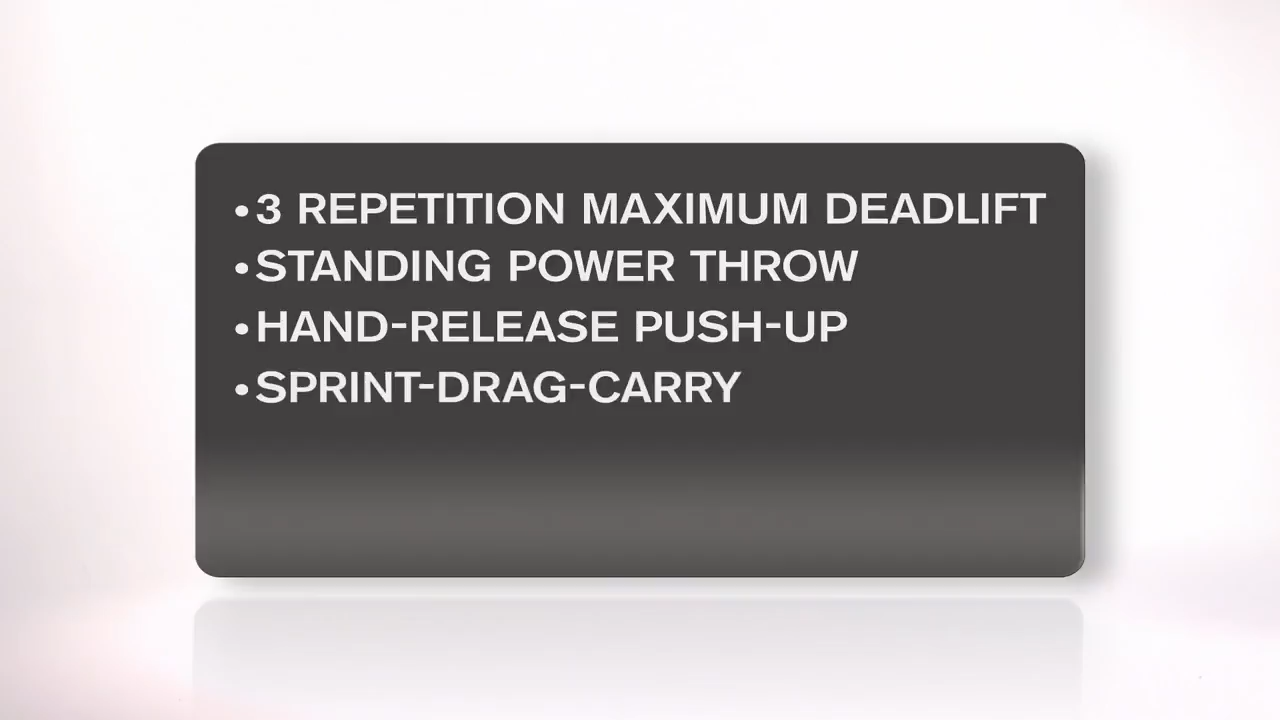 •3 REPETITION MAXIMUM DEADLIFT
•STANDING POWER THROW
•HAND-RELEASE PUSH-UP
•SPRINT-DRAG-CARRY